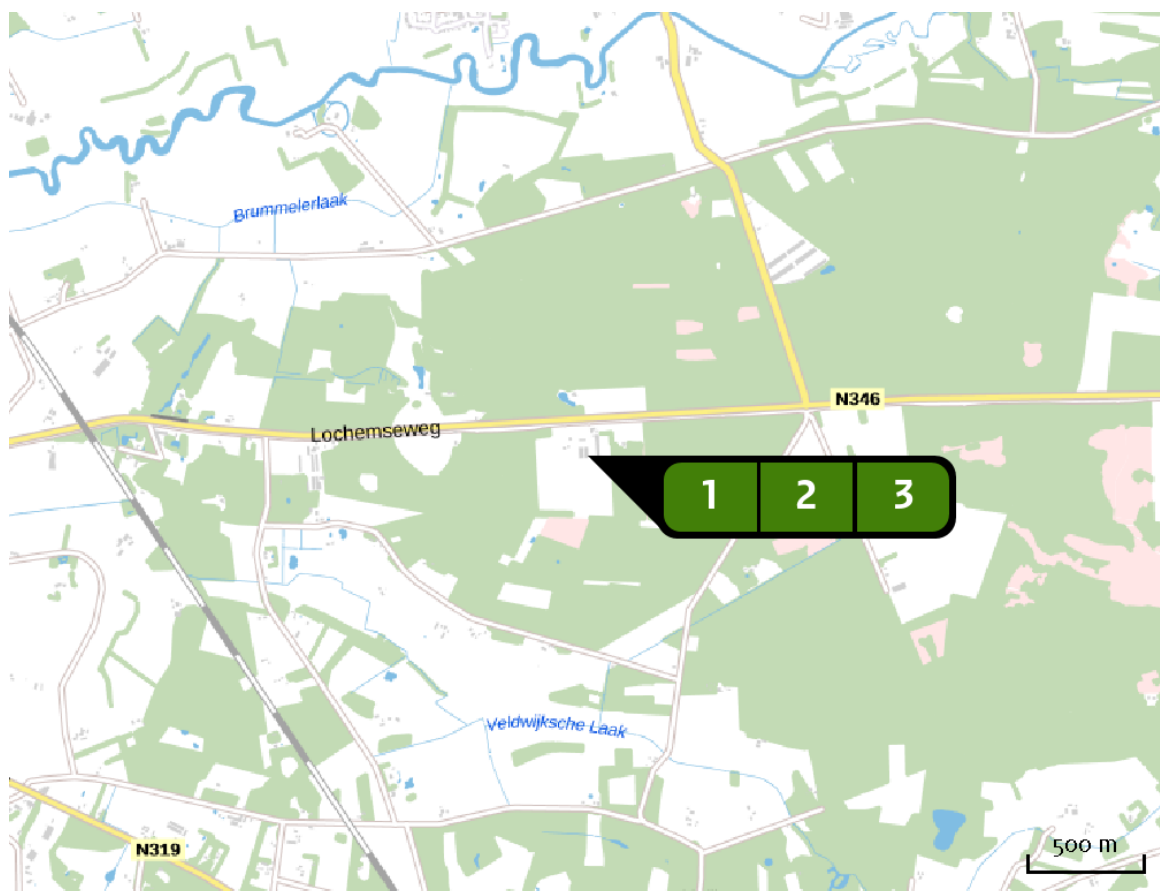 Brummelerlaak
N346
Lochemseweg
1 2 3
Veldwijksche Laak
N319
500 m